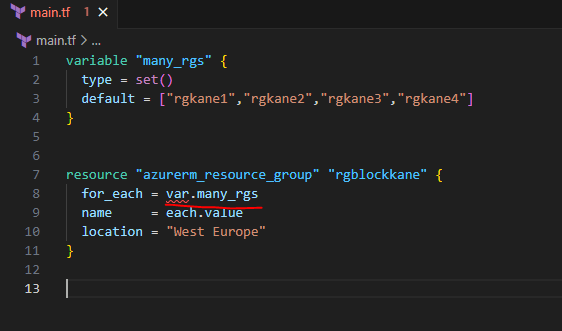 main.tf 1 ×
main.tf > ...
1 variable "many_rgs" {
2   type = set()
3   default = ["rgkane1","rgkane2","rgkane3","rgkane4"]
4 }
5
6
7 resource "azurerm_resource_group" "rgblockkane" {
8   for_each = var.many_rgs
9   name     = each.value
10   location = "West Europe"
11 }
12
13